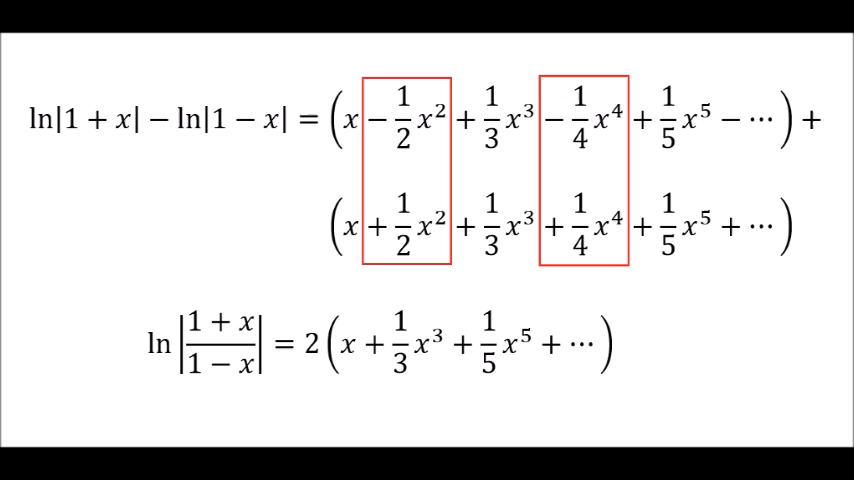 ln|1 + x| − ln|1 − x| = (x − 1/2 x² + 1/3 x³ − 1/4 x⁴ + 1/5 x⁵ − ⋯) +
(x + 1/2 x² + 1/3 x³ + 1/4 x⁴ + 1/5 x⁵ + ⋯)
ln|(1 + x)/(1 − x)| = 2(x + 1/3 x³ + 1/5 x⁵ + ⋯)